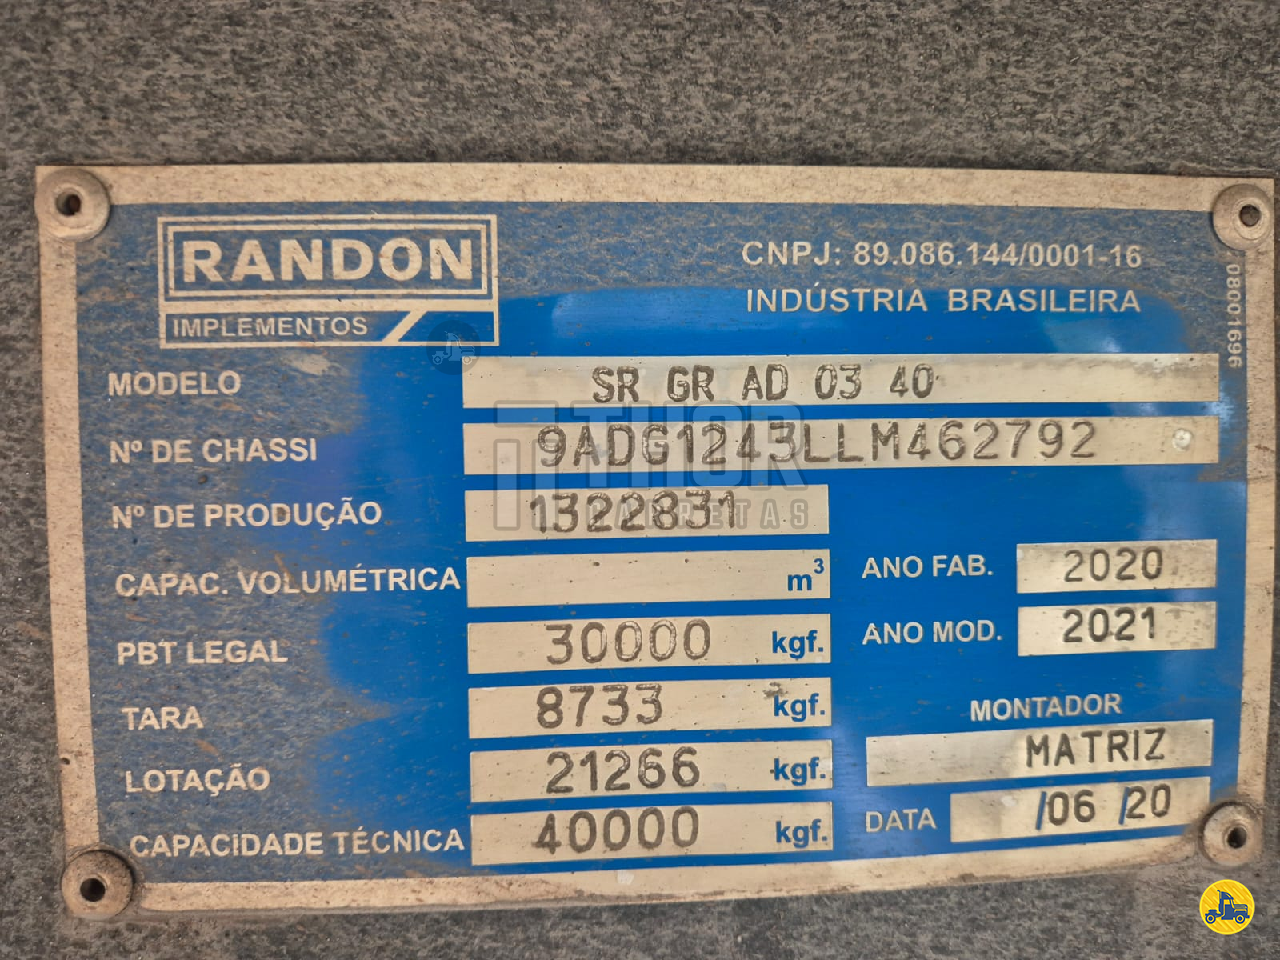 RANDON
IMPLEMENTOS
CNPJ: 89.086.144/0001-16
INDÚSTRIA BRASILEIRA
08001696
MODELO SR GR AD 03 40
Nº DE CHASSI 9ADG1243LLM462792
Nº DE PRODUÇÃO 1322831
THOR
CARRETAS
CAPAC. VOLUMÉTRICA m³
ANO FAB. 2020
PBT LEGAL 30000 kgf.
ANO MOD. 2021
TARA 8733 kgf.
MONTADOR
MATRIZ
LOTAÇÃO 21266 kgf.
DATA /06 /20
CAPACIDADE TÉCNICA 40000 kgf.